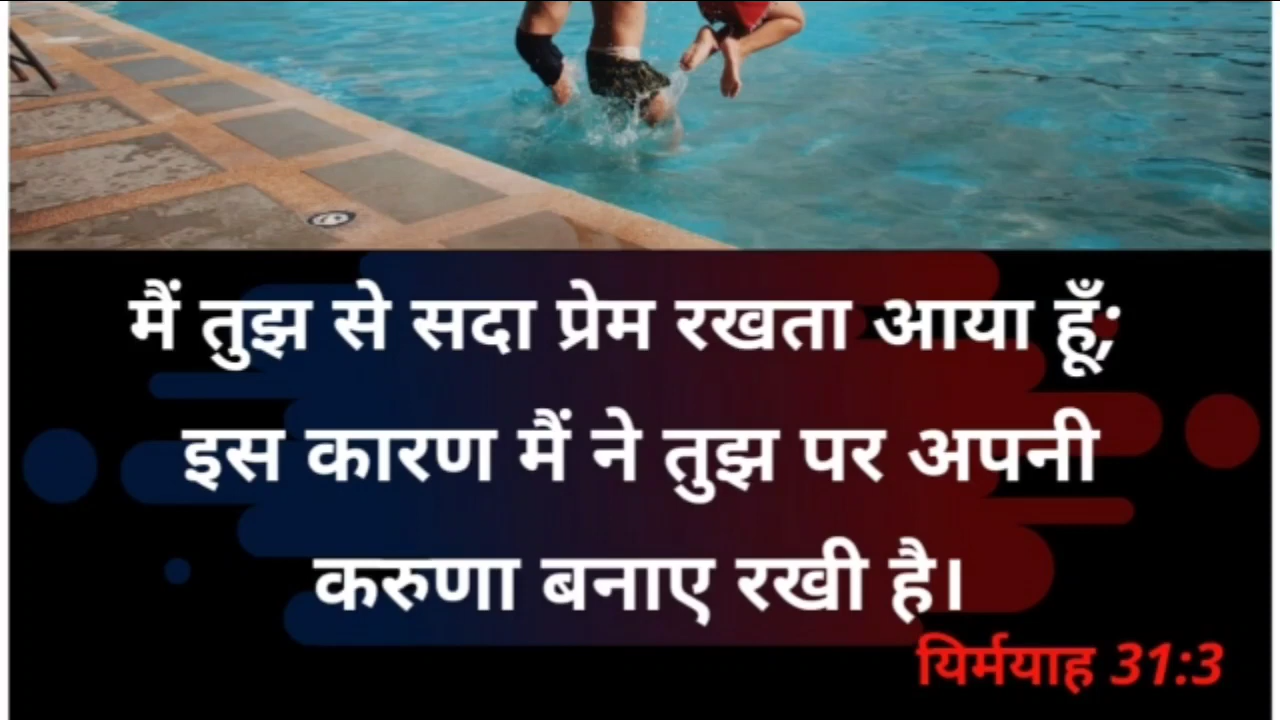 मैं तुझ से सदा प्रेम रखता आया हूँ;
इस कारण मैं ने तुझ पर अपनी
करुणा बनाए रखी है।
यिर्मयाह 31:3